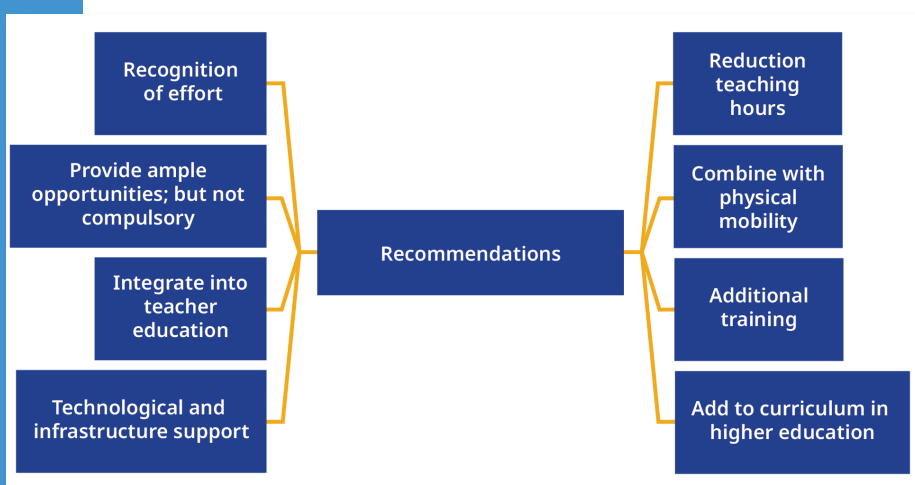 Recognition
of effort
Provide ample
opportunities; but not
compulsory
Integrate into
teacher
education
Technological and
infrastructure support
Recommendations
Reduction
teaching
hours
Combine with
physical
mobility
Additional
training
Add to curriculum in
higher education